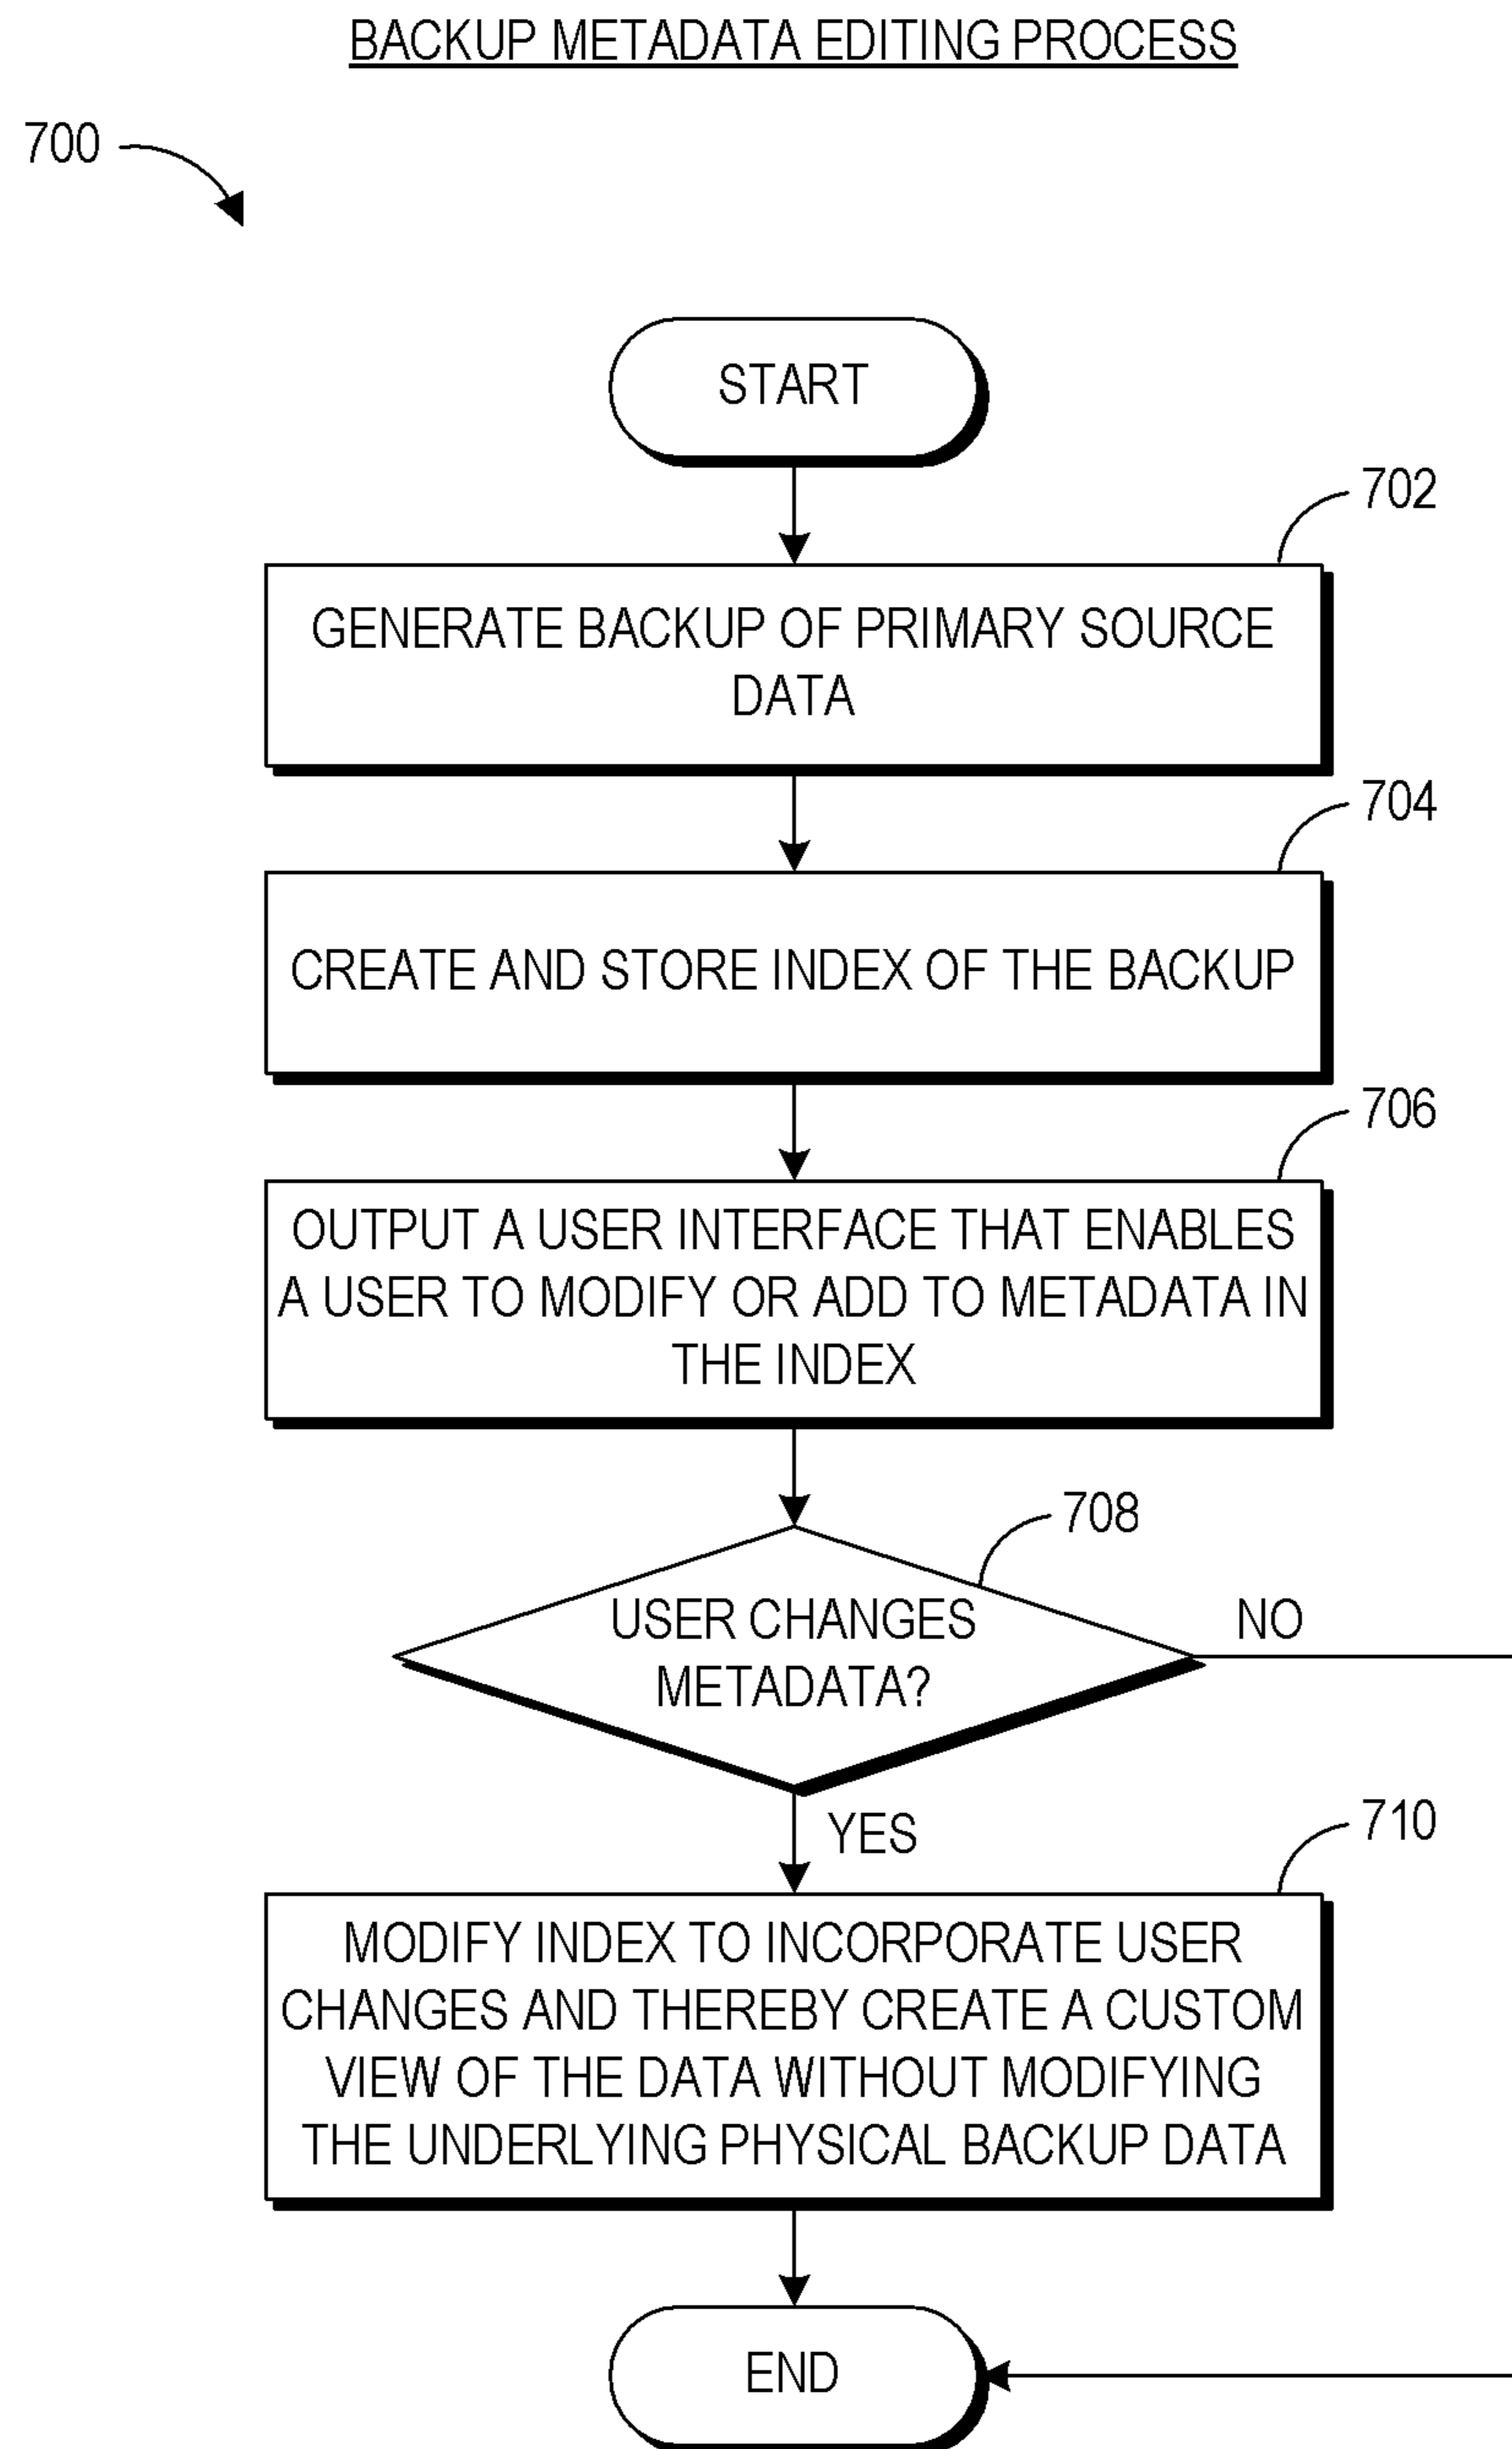 BACKUP METADATA EDITING PROCESS
700
START
702
GENERATE BACKUP OF PRIMARY SOURCE
DATA
704
CREATE AND STORE INDEX OF THE BACKUP
706
OUTPUT A USER INTERFACE THAT ENABLES
A USER TO MODIFY OR ADD TO METADATA IN
THE INDEX
708
USER CHANGES
METADATA?
NO
YES
710
MODIFY INDEX TO INCORPORATE USER
CHANGES AND THEREBY CREATE A CUSTOM
VIEW OF THE DATA WITHOUT MODIFYING
THE UNDERLYING PHYSICAL BACKUP DATA
END